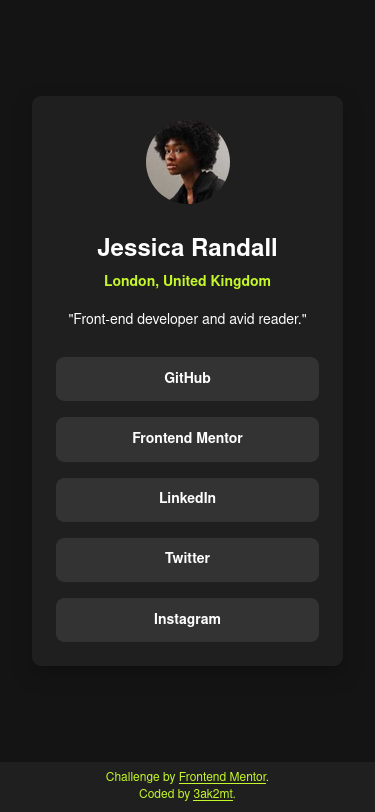 Jessica Randall
London, United Kingdom
"Front-end developer and avid reader."
GitHub
Frontend Mentor
LinkedIn
Twitter
Instagram
Challenge by Frontend Mentor.
Coded by 3ak2mt.